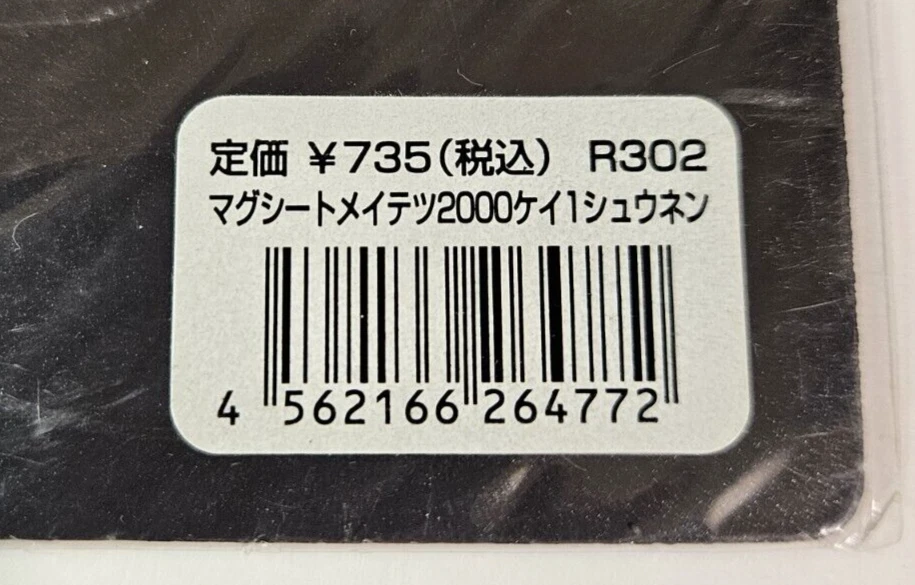 定価 ¥735(税込) R302
マグシートメイテツ2000ケイ1シュウネン
4 562166 264772